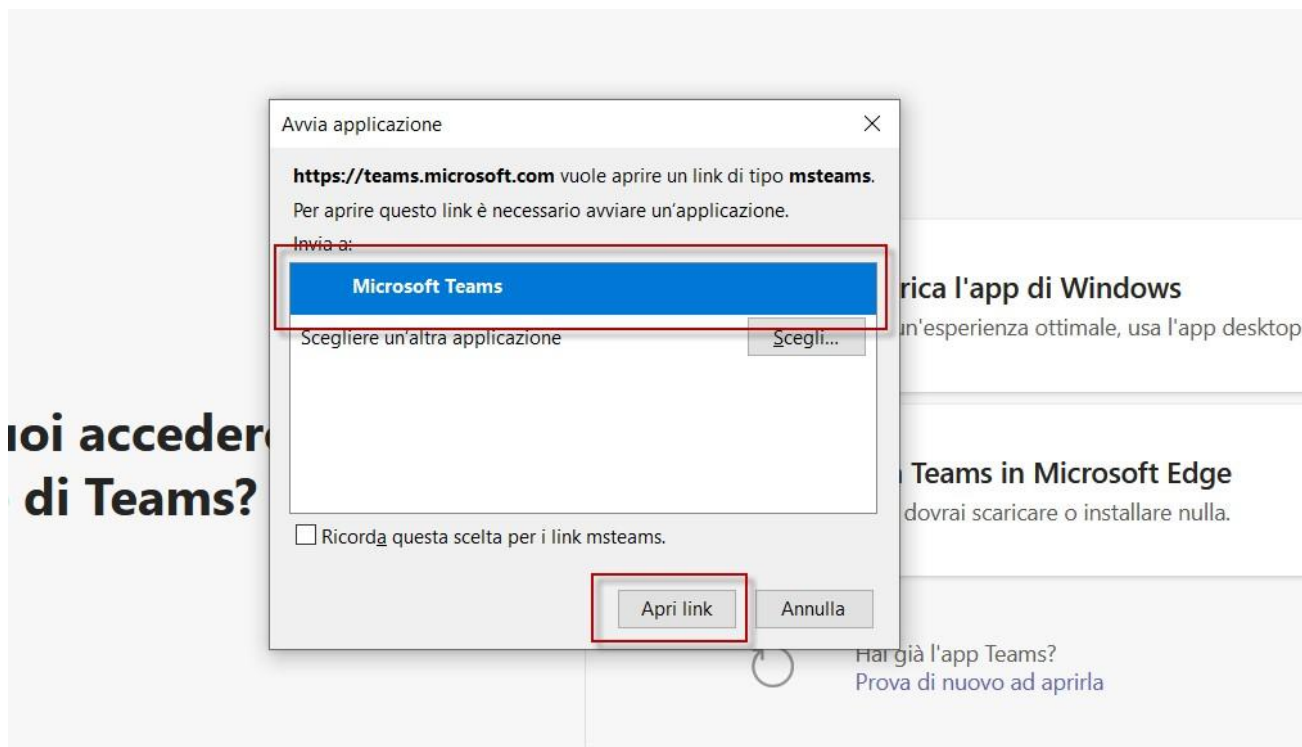 Avvia applicazione
https://teams.microsoft.com vuole aprire un link di tipo msteams.
Per aprire questo link è necessario avviare un'applicazione.
Invia a:
Microsoft Teams
Scegliere un'altra applicazione
Scegli...
Ricorda questa scelta per i link msteams.
Apri link
Annulla
di Teams?
l'app di Windows
un'esperienza ottimale, usa l'app desktop
Teams in Microsoft Edge
dovrai scaricare o installare nulla.
Hai già l'app Teams?
Prova di nuovo ad aprirla